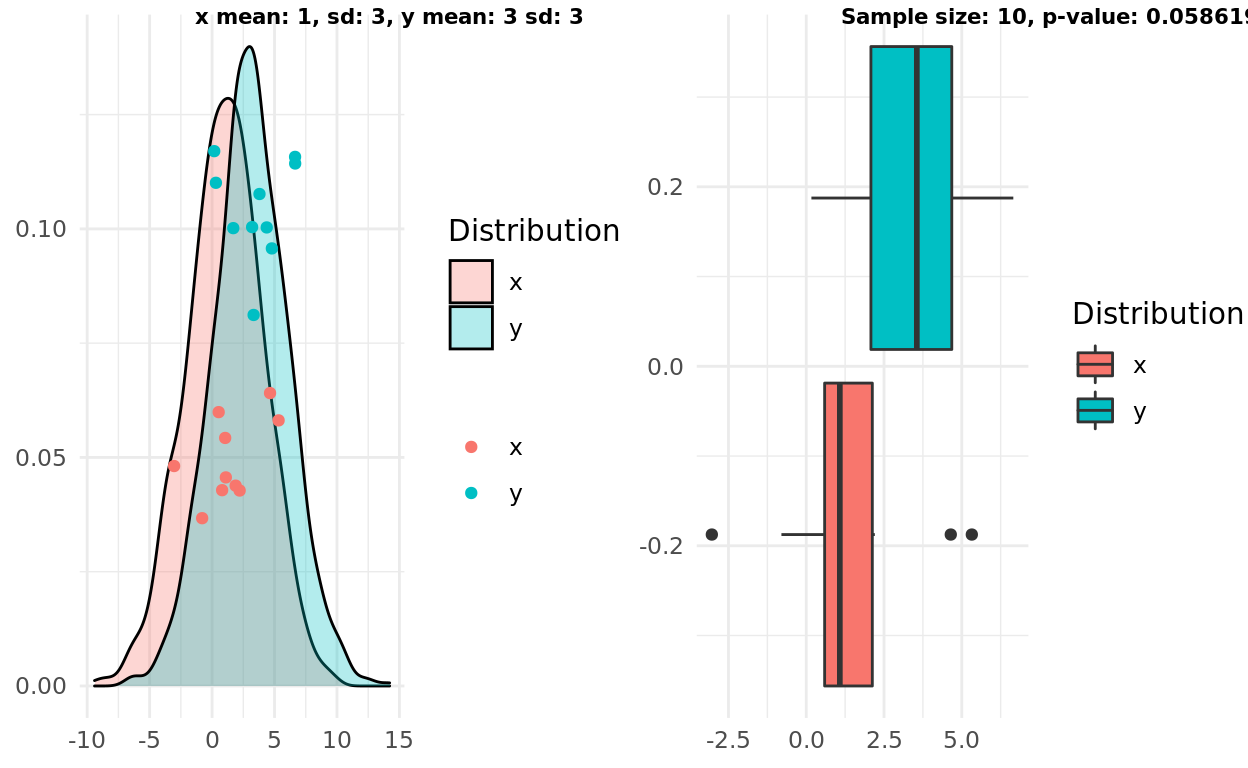 x mean: 1, sd: 3, y mean: 3 sd: 3
0.10
0.05
0.00
-10 -5 0 5 10 15
Distribution
x
y
x
y
Sample size: 10, p-value: 0.058619
0.2
0.0
-0.2
-2.5 0.0 2.5 5.0
Distribution
x
y